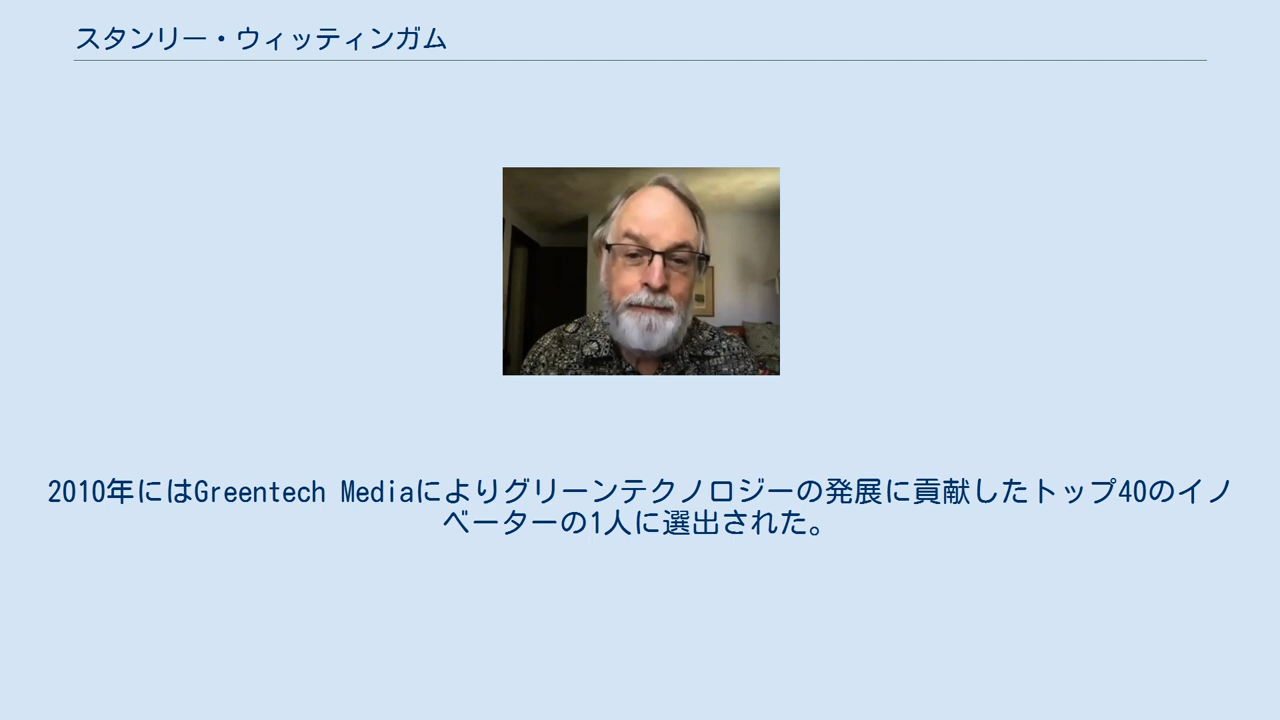 スタンリー・ウィッティンガム
2010年にはGreentech Mediaによりグリーンテクノロジーの発展に貢献したトップ40のイノ
ベーターの1人に選出された。